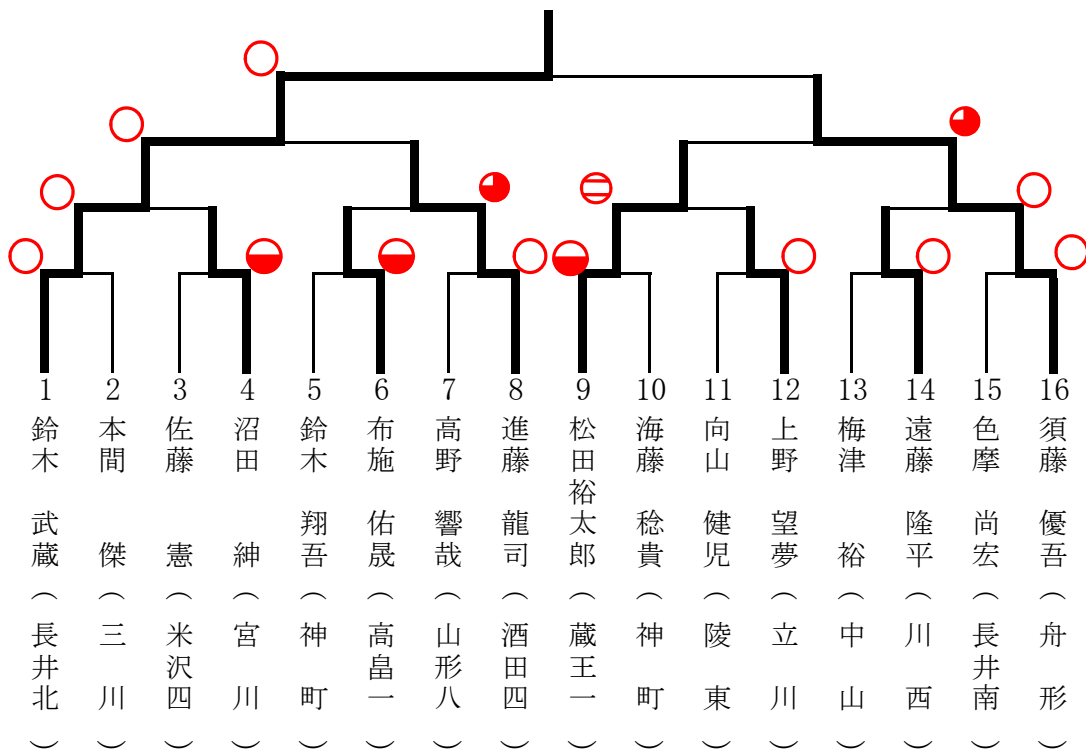 1 鈴木 武蔵(長井北)
2 本間 傑(三川)
3 佐藤 憲(米沢四)
4 沼田 紳(宮川)
5 鈴木 翔吾(神町)
6 布施 佑晟(高畠一)
7 高野 響哉(山形八)
8 進藤 龍司(酒田四)
9 松田裕太郎(蔵王一)
10 海藤 稔貴(神町)
11 向山 健児(陵東)
12 上野 望夢(立川)
13 梅津 裕(中山)
14 遠藤 隆平(川西)
15 色摩 尚宏(長井南)
16 須藤 優吾(舟形)